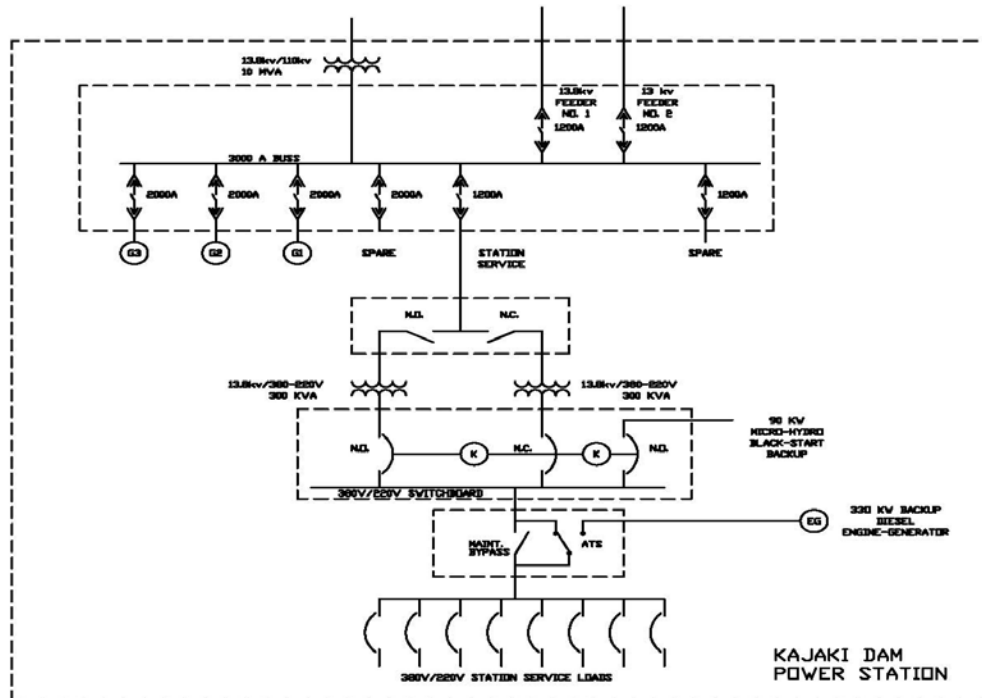 13.8kv/110kv
10 MVA
13.8kv
FEEDER
NO. 1
1200A
13 kv
FEEDER
NO. 2
1200A
3000 A BUSS
2000A
2000A
2000A
2000A
1200A
1200A
G3
G2
G1
SPARE
STATION
SERVICE
SPARE
N.O.
N.C.
13.8kv/380-220V
300 KVA
13.8kv/380-220V
300 KVA
N.O.
K
N.C.
K
N.O.
90 KW
MICRO-HYDRO
BLACK-START
BACKUP
380V/220V SWITCHBOARD
MAINT.
BYPASS
ATS
EG
330 KW BACKUP
DIESEL
ENGINE-GENERATOR
380V/220V STATION SERVICE LOADS
KAJAKI DAM
POWER STATION